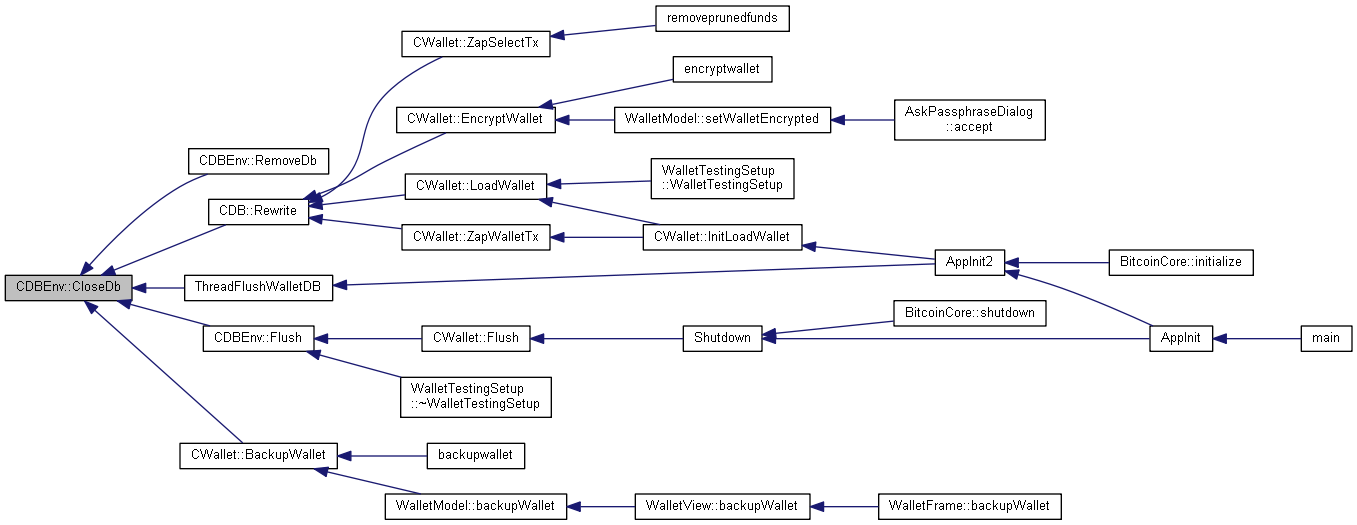 removeprunedfunds
CWallet::ZapSelectTx
encryptwallet
CWallet::EncryptWallet
WalletModel::setWalletEncrypted
AskPassphraseDialog
::accept
CDBEnv::RemoveDb
WalletTestingSetup
::WalletTestingSetup
CWallet::LoadWallet
CDB::Rewrite
CWallet::ZapWalletTx
CWallet::InitLoadWallet
AppInit2
BitcoinCore::initialize
CDBEnv::CloseDb
ThreadFlushWalletDB
BitcoinCore::shutdown
CDBEnv::Flush
CWallet::Flush
Shutdown
AppInit
main
WalletTestingSetup
::~WalletTestingSetup
CWallet::BackupWallet
backupwallet
WalletModel::backupWallet
WalletView::backupWallet
WalletFrame::backupWallet